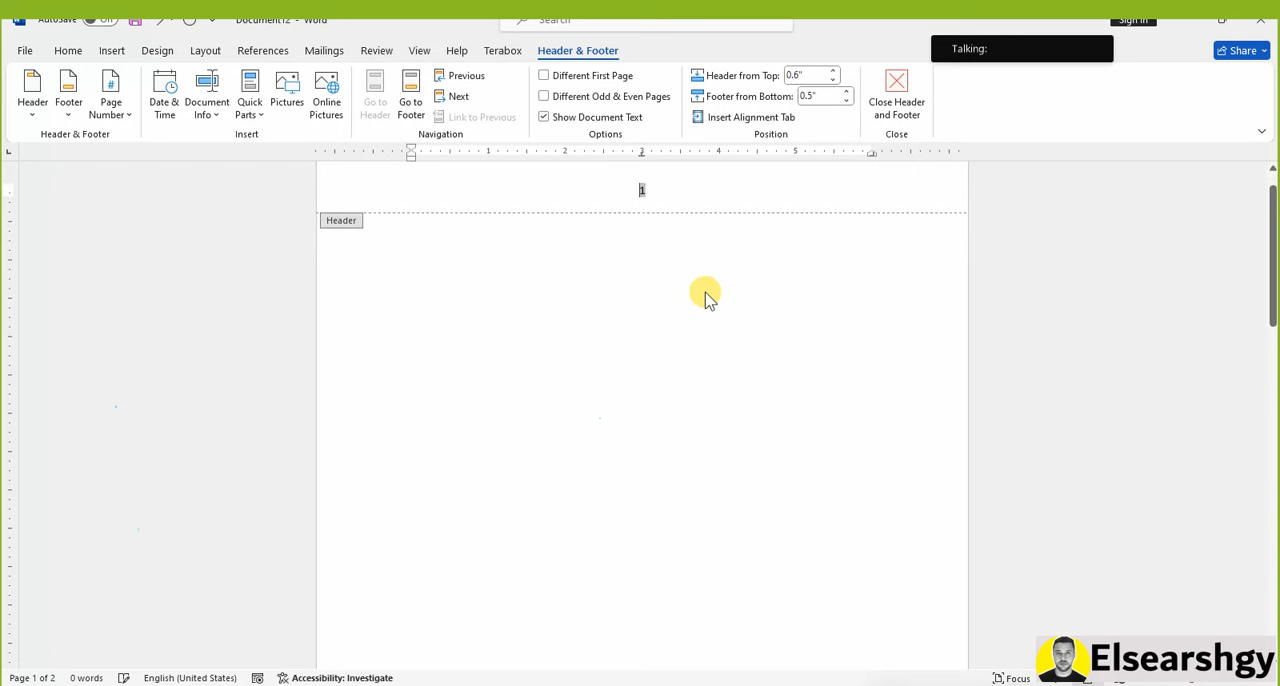 AutoSave Off Document12 - Word Search Sign in
File Home Insert Design Layout References Mailings Review View Help Terabox Header & Footer Talking: Share
Header Footer Page Number Date & Time Document Info Quick Parts Pictures Online Pictures Go to Header Go to Footer Previous Next Link to Previous
Different First Page
Different Odd & Even Pages
Show Document Text
Header from Top: 0.6"
Footer from Bottom: 0.5"
Insert Alignment Tab
Close Header and Footer
Header & Footer Insert Navigation Options Position Close
1 2 3 4 5
1
Header
Elsearshgy
Page 1 of 2 0 words English (United States) Accessibility: Investigate Focus